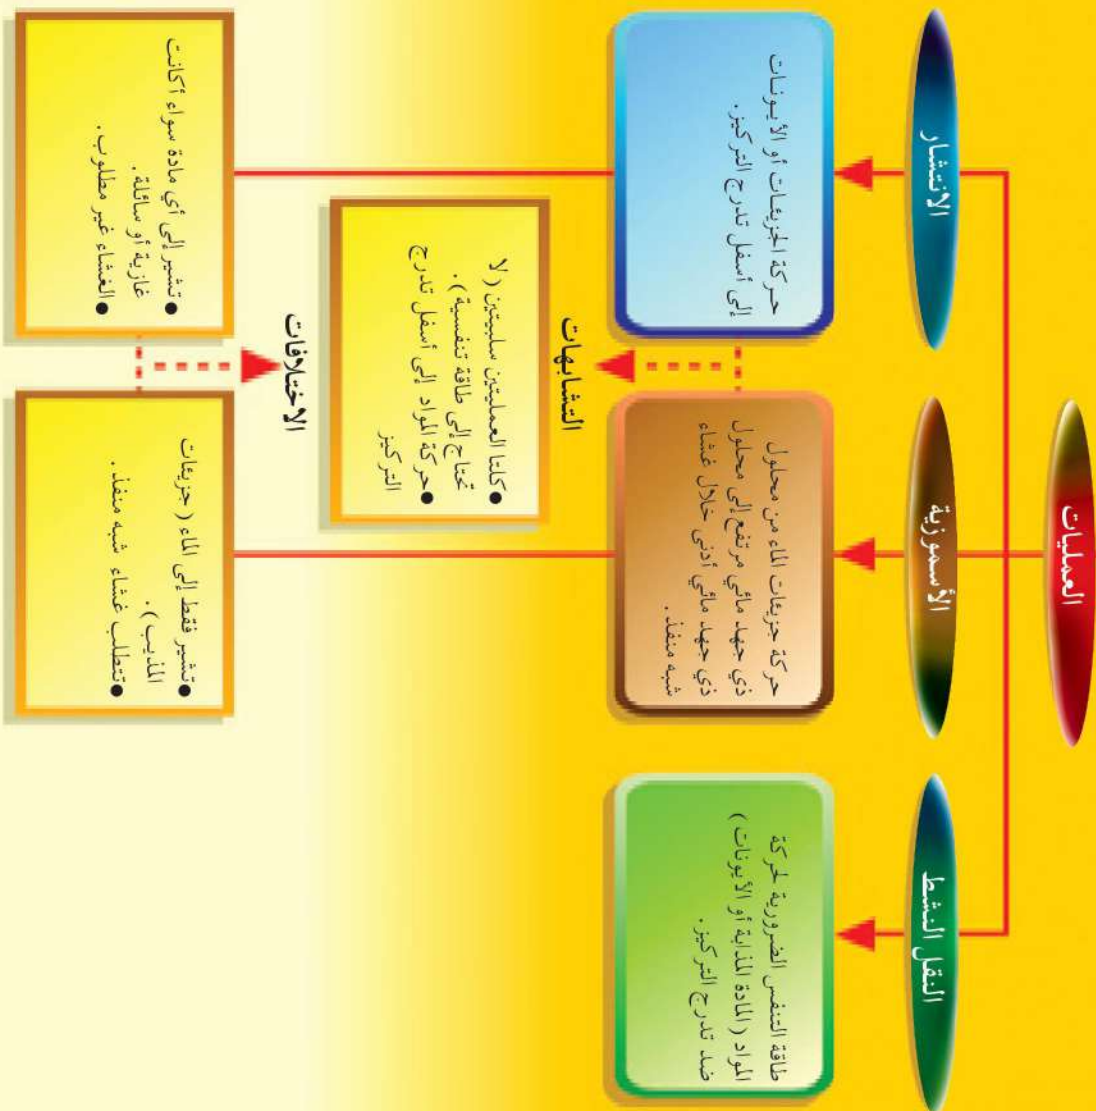 العمليات
الانتشار
الأسموزية
النقل النشط
حركة الجزيئات أو الأيونات
إلى أسفل تدرج التركيز.
حركة جزيئات الماء من محلول
ذي جهد مائي مرتفع إلى محلول
ذي جهد مائي أدنى خلال غشاء
شبه منفذ.
طاقة التنفس الضرورية لحركة
المواد (المادة المذابة أو الأيونات)
ضد تدرج التركيز.
التشابهات
● كلتا العمليتين سلبيتين (لا
تحتاج إلى طاقة تنفسية).
● حركة المواد إلى أسفل تدرج
التركيز
الاختلافات
● تشير إلى أي مادة سواء أكانت
غازية أو سائلة.
● الغشاء غير مطلوب.
● تشير فقط إلى الماء (جزيئات
المذيب).
● تتطلب غشاء شبه منفذ.